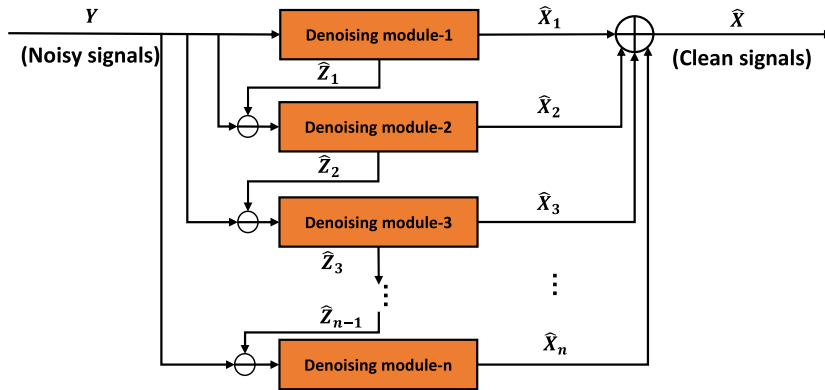 Y
(Noisy signals)
Denoising module-1
X̂₁
X̂
(Clean signals)
Ẑ₁
Denoising module-2
X̂₂
Ẑ₂
Denoising module-3
X̂₃
Ẑ₃
⋮
⋮
Ẑₙ₋₁
Denoising module-n
X̂ₙ